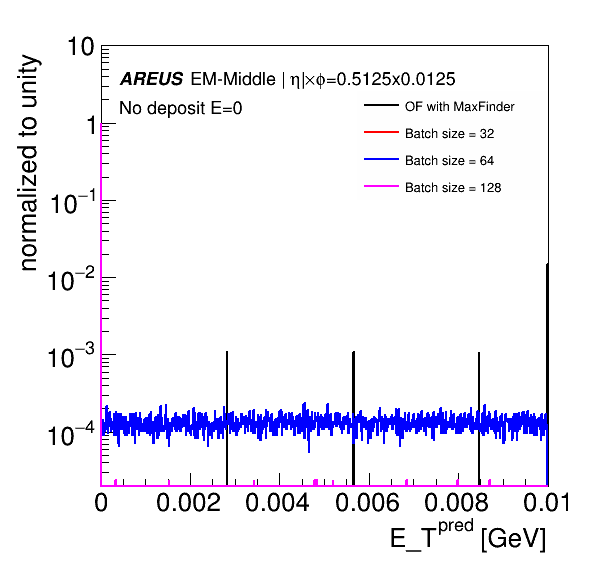 AREUS EM-Middle | η|×ϕ=0.5125x0.0125
No deposit E=0
OF with MaxFinder
Batch size = 32
Batch size = 64
Batch size = 128
normalized to unity
10
1
10⁻¹
10⁻²
10⁻³
10⁻⁴
0 0.002 0.004 0.006 0.008 0.01
E_T^pred [GeV]